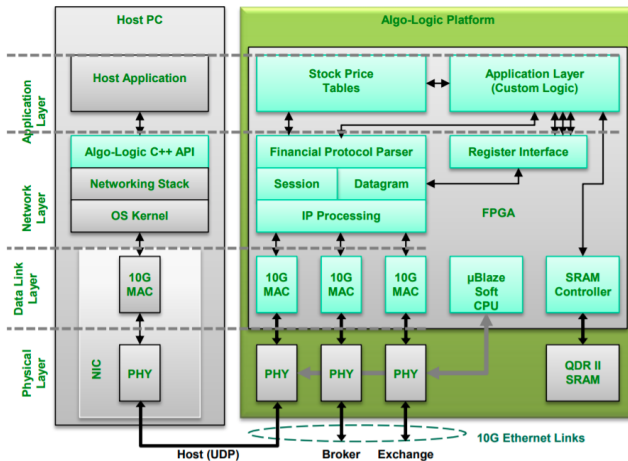 Host PC
Algo-Logic Platform
Application
Layer
Host Application
Stock Price
Tables
Application Layer
(Custom Logic)
Network
Layer
Algo-Logic C++ API
Networking Stack
OS Kernel
Financial Protocol Parser
Session
Datagram
IP Processing
Register Interface
FPGA
Data Link
Layer
10G
MAC
10G
MAC
10G
MAC
10G
MAC
µBlaze
Soft
CPU
SRAM
Controller
Physical
Layer
NIC
PHY
PHY
PHY
PHY
QDR II
SRAM
10G Ethernet Links
Host (UDP)
Broker
Exchange